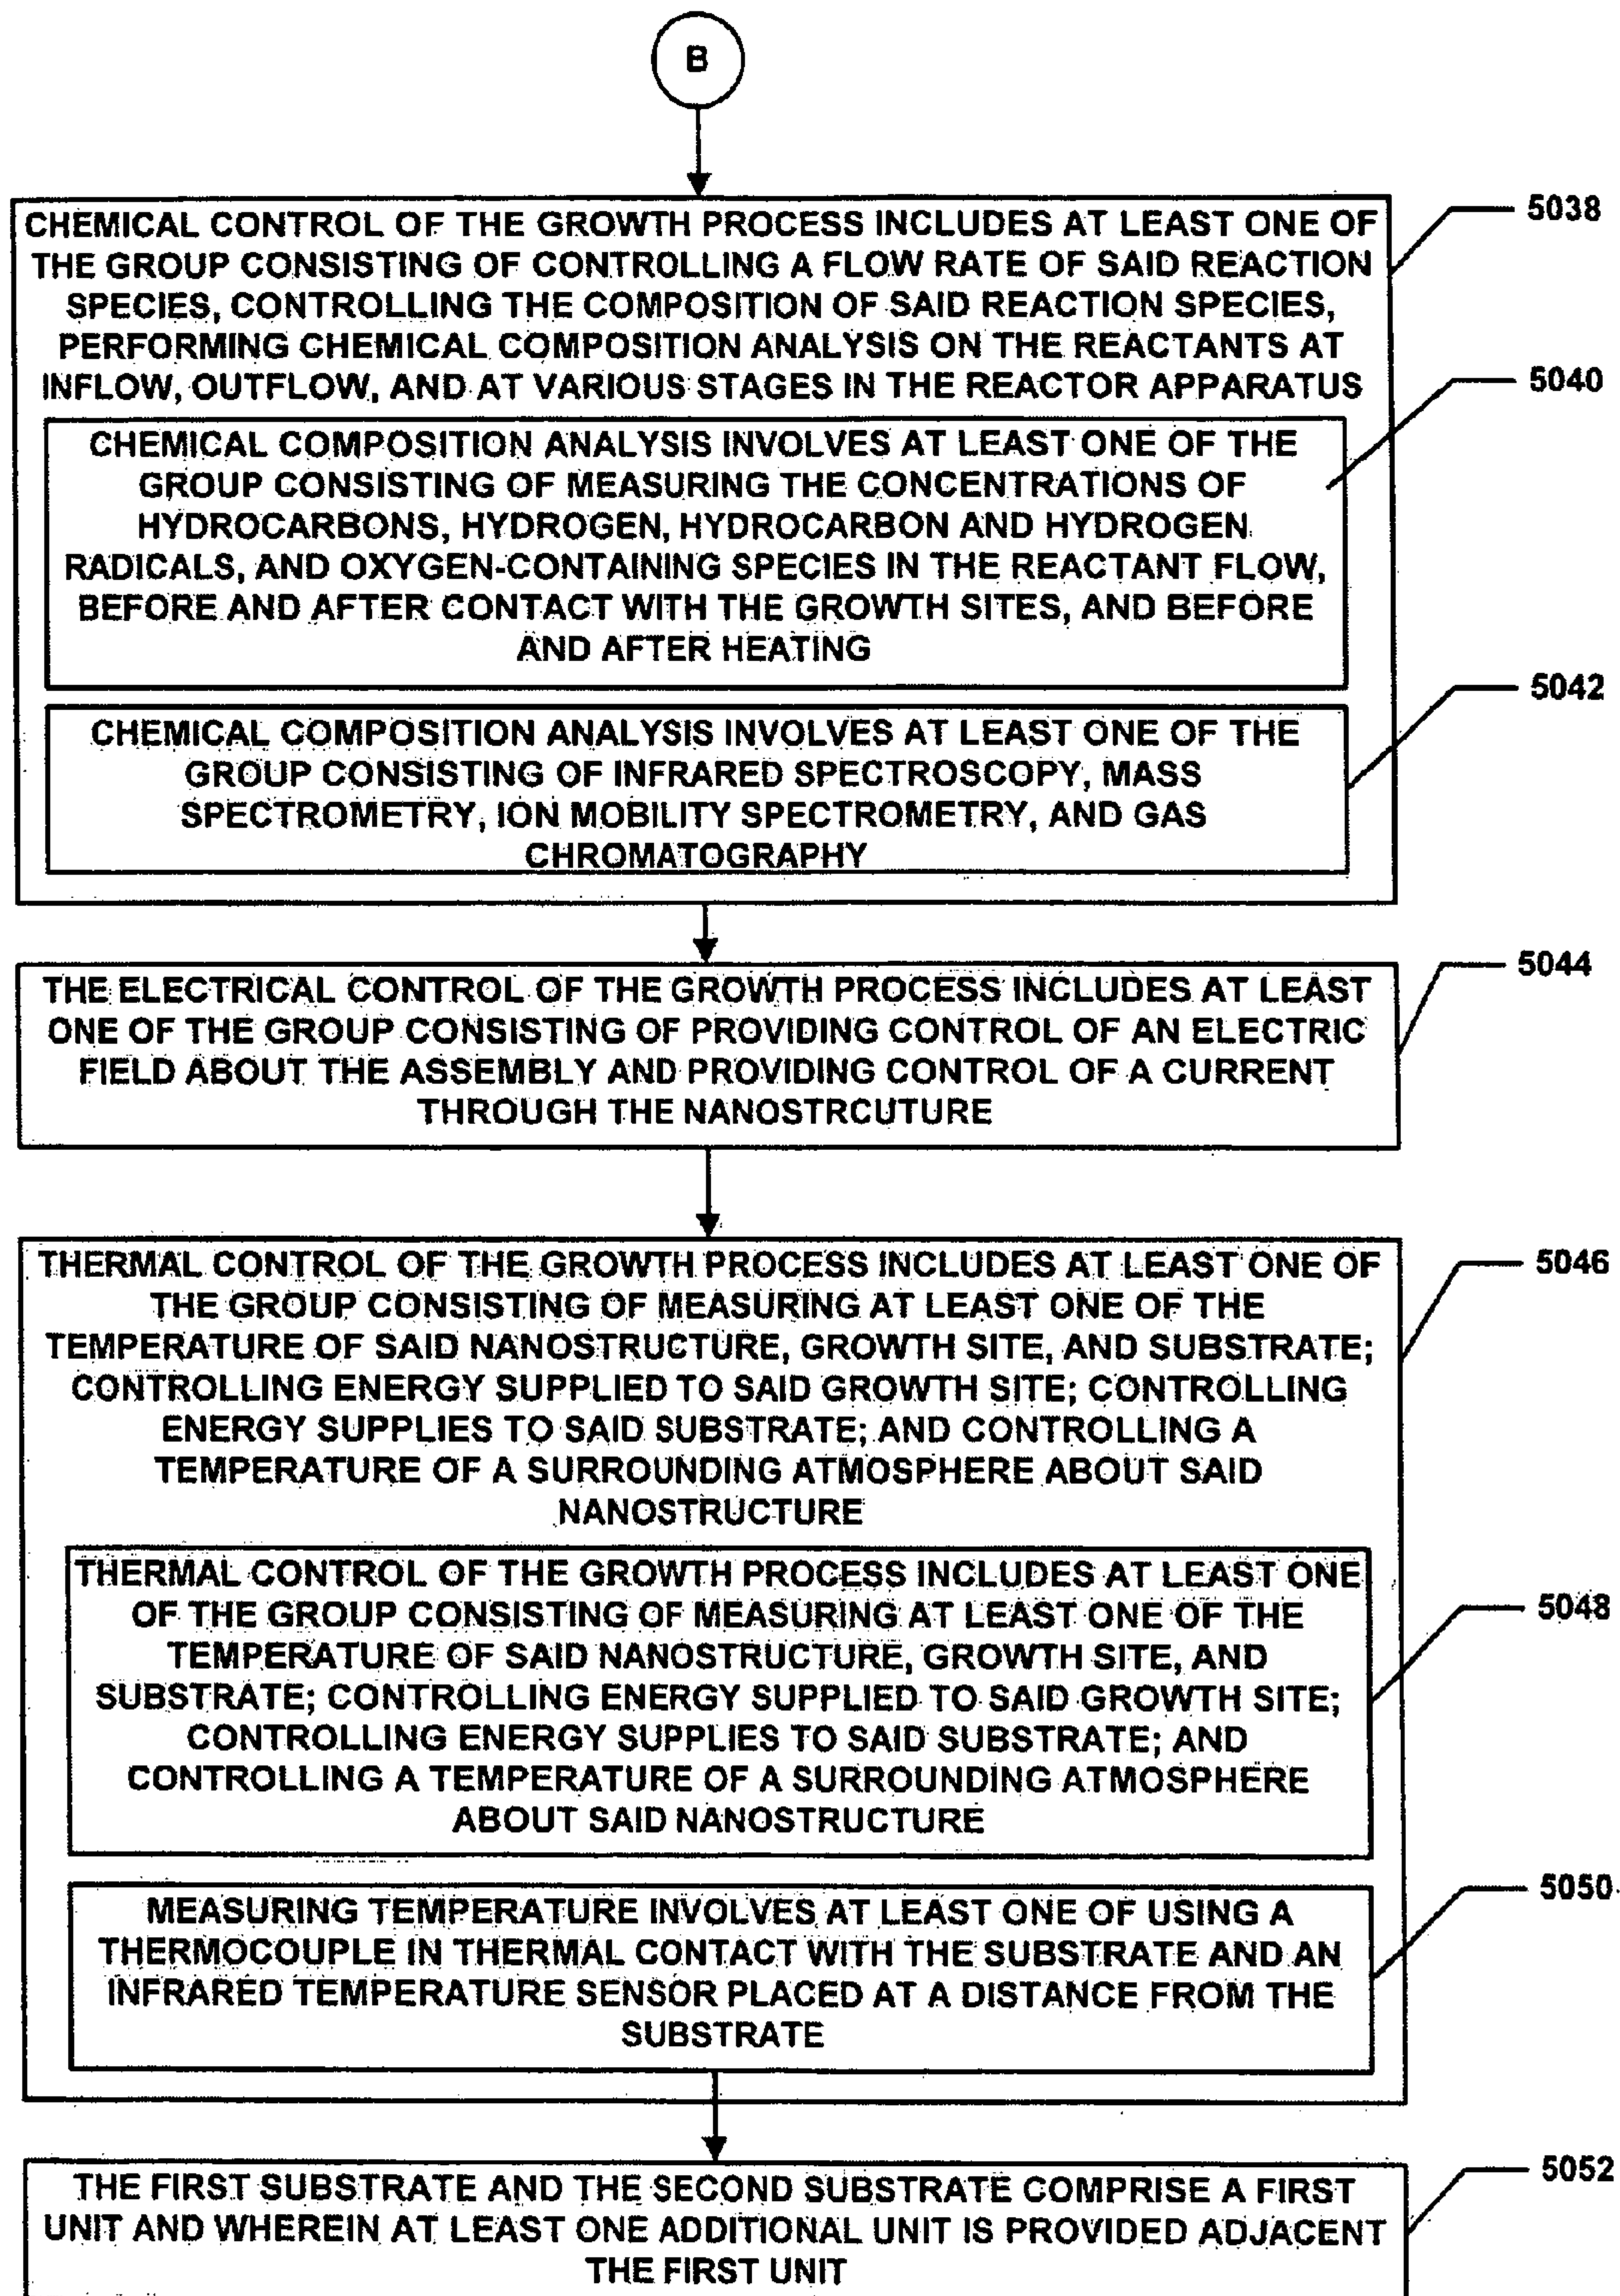 B
CHEMICAL CONTROL OF THE GROWTH PROCESS INCLUDES AT LEAST ONE OF
THE GROUP CONSISTING OF CONTROLLING A FLOW RATE OF SAID REACTION
SPECIES, CONTROLLING THE COMPOSITION OF SAID REACTION SPECIES,
PERFORMING CHEMICAL COMPOSITION ANALYSIS ON THE REACTANTS AT
INFLOW, OUTFLOW, AND AT VARIOUS STAGES IN THE REACTOR APPARATUS
5038
CHEMICAL COMPOSITION ANALYSIS INVOLVES AT LEAST ONE OF THE
GROUP CONSISTING OF MEASURING THE CONCENTRATIONS OF
HYDROCARBONS, HYDROGEN, HYDROCARBON AND HYDROGEN
RADICALS, AND OXYGEN-CONTAINING SPECIES IN THE REACTANT FLOW,
BEFORE AND AFTER CONTACT WITH THE GROWTH SITES, AND BEFORE
AND AFTER HEATING
5040
CHEMICAL COMPOSITION ANALYSIS INVOLVES AT LEAST ONE OF THE
GROUP CONSISTING OF INFRARED SPECTROSCOPY, MASS
SPECTROMETRY, ION MOBILITY SPECTROMETRY, AND GAS
CHROMATOGRAPHY
5042
THE ELECTRICAL CONTROL OF THE GROWTH PROCESS INCLUDES AT LEAST
ONE OF THE GROUP CONSISTING OF PROVIDING CONTROL OF AN ELECTRIC
FIELD ABOUT THE ASSEMBLY AND PROVIDING CONTROL OF A CURRENT
THROUGH THE NANOSTRCUTURE
5044
THERMAL CONTROL OF THE GROWTH PROCESS INCLUDES AT LEAST ONE OF
THE GROUP CONSISTING OF MEASURING AT LEAST ONE OF THE
TEMPERATURE OF SAID NANOSTRUCTURE, GROWTH SITE, AND SUBSTRATE;
CONTROLLING ENERGY SUPPLIED TO SAID GROWTH SITE; CONTROLLING
ENERGY SUPPLIES TO SAID SUBSTRATE; AND CONTROLLING A
TEMPERATURE OF A SURROUNDING ATMOSPHERE ABOUT SAID
NANOSTRUCTURE
5046
THERMAL CONTROL OF THE GROWTH PROCESS INCLUDES AT LEAST ONE
OF THE GROUP CONSISTING OF MEASURING AT LEAST ONE OF THE
TEMPERATURE OF SAID NANOSTRUCTURE, GROWTH SITE, AND
SUBSTRATE; CONTROLLING ENERGY SUPPLIED TO SAID GROWTH SITE;
CONTROLLING ENERGY SUPPLIES TO SAID SUBSTRATE; AND
CONTROLLING A TEMPERATURE OF A SURROUNDING ATMOSPHERE
ABOUT SAID NANOSTRUCTURE
5048
MEASURING TEMPERATURE INVOLVES AT LEAST ONE OF USING A
THERMOCOUPLE IN THERMAL CONTACT WITH THE SUBSTRATE AND AN
INFRARED TEMPERATURE SENSOR PLACED AT A DISTANCE FROM THE
SUBSTRATE
5050
THE FIRST SUBSTRATE AND THE SECOND SUBSTRATE COMPRISE A FIRST
UNIT AND WHEREIN AT LEAST ONE ADDITIONAL UNIT IS PROVIDED ADJACENT
THE FIRST UNIT
5052